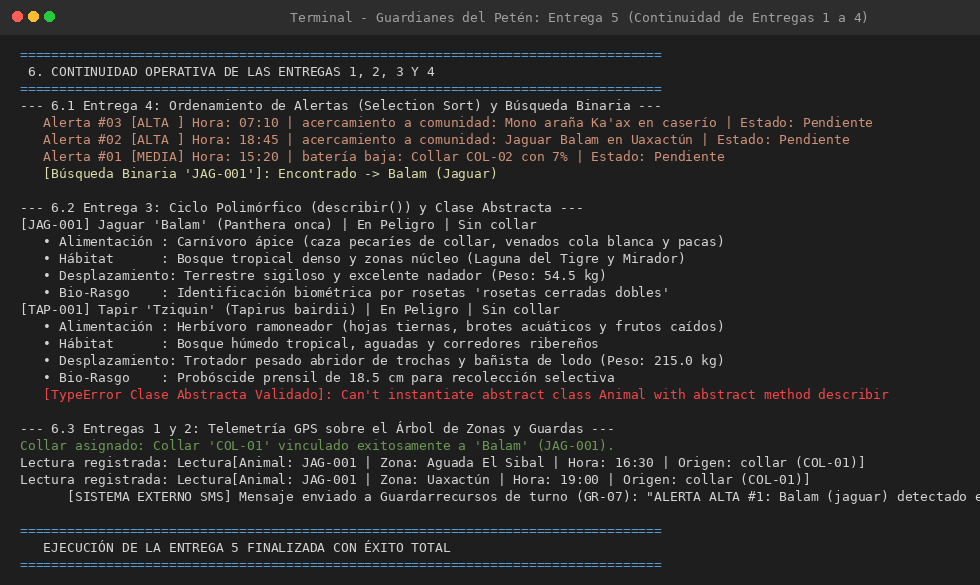 Terminal - Guardianes del Petén: Entrega 5 (Continuidad de Entregas 1 a 4)
==================================================================================
6. CONTINUIDAD OPERATIVA DE LAS ENTREGAS 1, 2, 3 Y 4
==================================================================================
--- 6.1 Entrega 4: Ordenamiento de Alertas (Selection Sort) y Búsqueda Binaria ---
Alerta #03 [ALTA ] Hora: 07:10 | acercamiento a comunidad: Mono araña Ka'ax en caserío | Estado: Pendiente
Alerta #02 [ALTA ] Hora: 18:45 | acercamiento a comunidad: Jaguar Balam en Uaxactún | Estado: Pendiente
Alerta #01 [MEDIA] Hora: 15:20 | batería baja: Collar COL-02 con 7% | Estado: Pendiente
[Búsqueda Binaria 'JAG-001']: Encontrado -> Balam (Jaguar)
--- 6.2 Entrega 3: Ciclo Polimórfico (describir()) y Clase Abstracta ---
[JAG-001] Jaguar 'Balam' (Panthera onca) | En Peligro | Sin collar
• Alimentación : Carnívoro ápice (caza pecaríes de collar, venados cola blanca y pacas)
• Hábitat      : Bosque tropical denso y zonas núcleo (Laguna del Tigre y Mirador)
• Desplazamiento: Terrestre sigiloso y excelente nadador (Peso: 54.5 kg)
• Bio-Rasgo    : Identificación biométrica por rosetas 'rosetas cerradas dobles'
[TAP-001] Tapir 'Tziquin' (Tapirus bairdii) | En Peligro | Sin collar
• Alimentación : Herbívoro ramoneador (hojas tiernas, brotes acuáticos y frutos caídos)
• Hábitat      : Bosque húmedo tropical, aguadas y corredores ribereños
• Desplazamiento: Trotador pesado abridor de trochas y bañista de lodo (Peso: 215.0 kg)
• Bio-Rasgo    : Probóscide prensil de 18.5 cm para recolección selectiva
[TypeError Clase Abstracta Validado]: Can't instantiate abstract class Animal with abstract method describir
--- 6.3 Entregas 1 y 2: Telemetría GPS sobre el Árbol de Zonas y Guardas ---
Collar asignado: Collar 'COL-01' vinculado exitosamente a 'Balam' (JAG-001).
Lectura registrada: Lectura[Animal: JAG-001 | Zona: Aguada El Sibal | Hora: 16:30 | Origen: collar (COL-01)]
Lectura registrada: Lectura[Animal: JAG-001 | Zona: Uaxactún | Hora: 19:00 | Origen: collar (COL-01)]
[SISTEMA EXTERNO SMS] Mensaje enviado a Guardarrecursos de turno (GR-07): "ALERTA ALTA #1: Balam (jaguar) detectado
==================================================================================
EJECUCIÓN DE LA ENTREGA 5 FINALIZADA CON ÉXITO TOTAL
==================================================================================